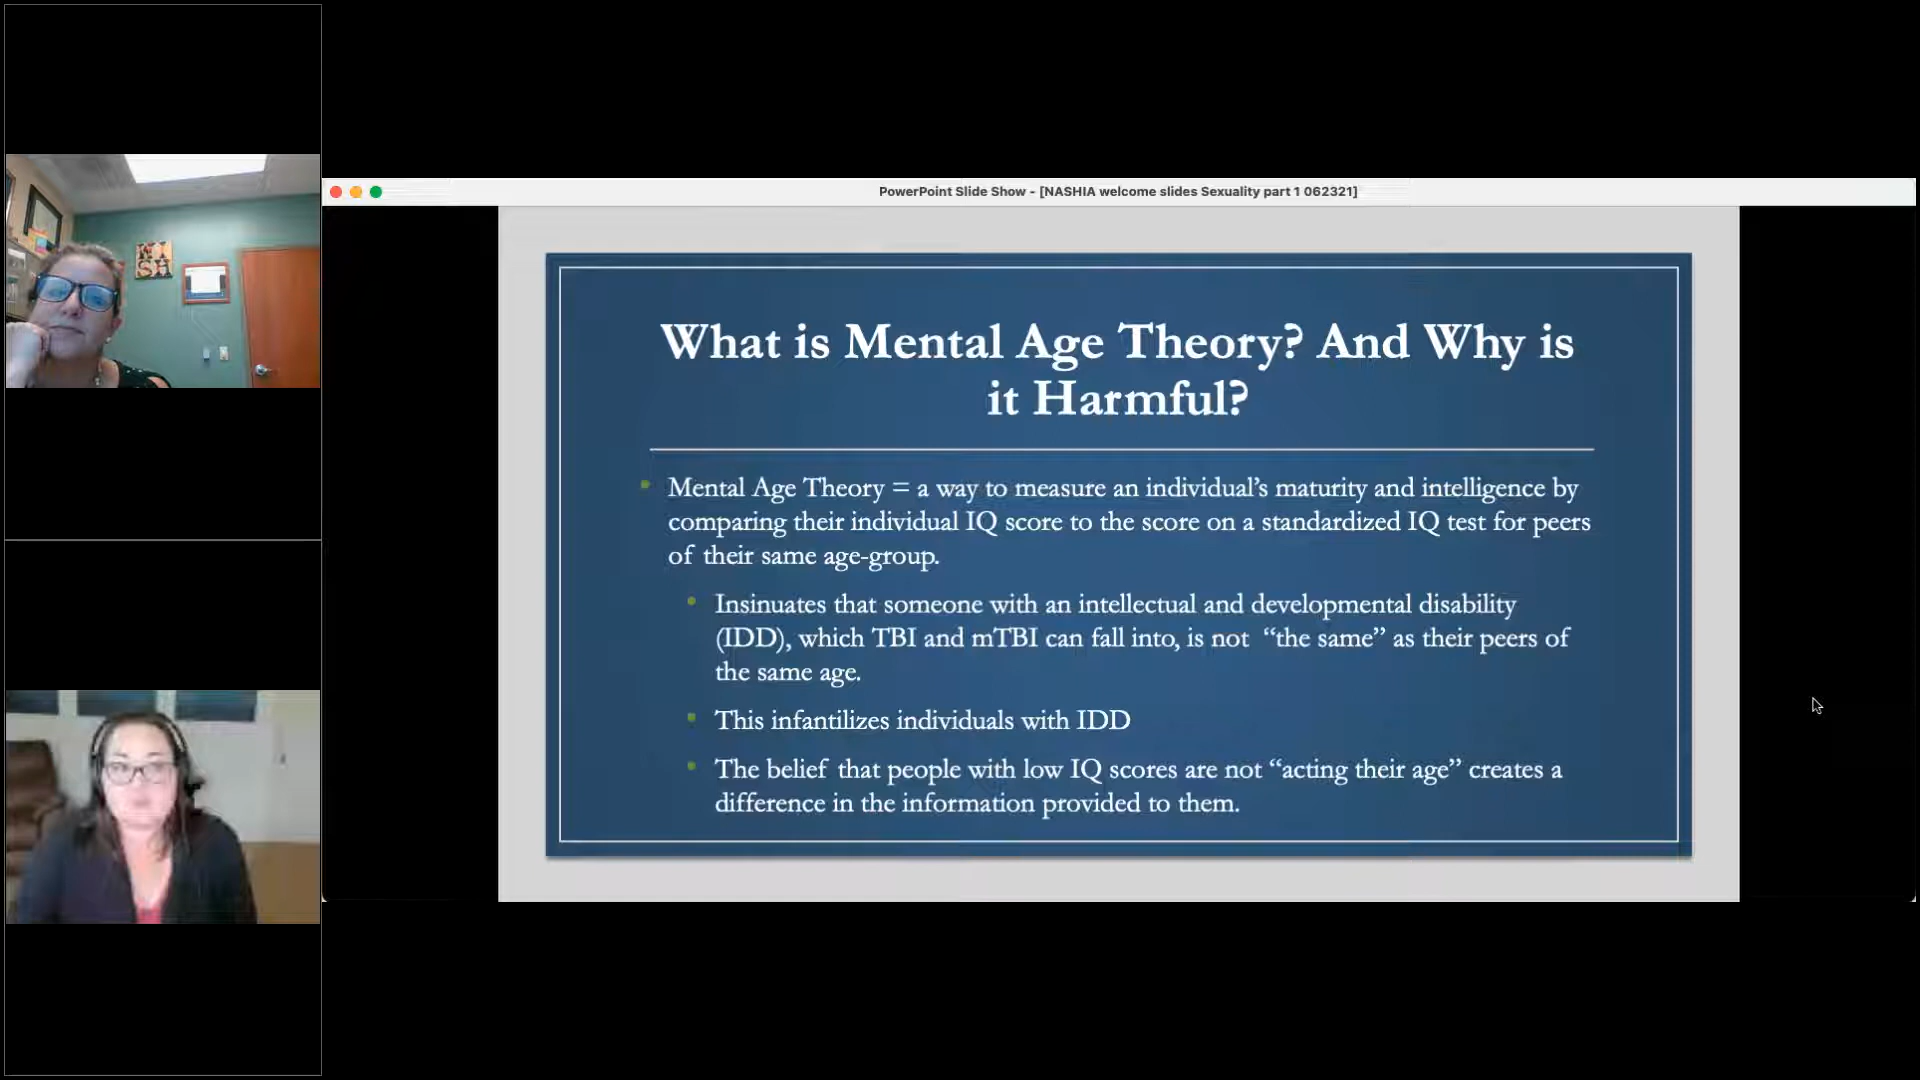 PowerPoint Slide Show - [NASHIA welcome slides Sexuality part 1 062321]
What is Mental Age Theory? And Why is
it Harmful?
Mental Age Theory = a way to measure an individual’s maturity and intelligence by
comparing their individual IQ score to the score on a standardized IQ test for peers
of their same age-group.
Insinuates that someone with an intellectual and developmental disability
(IDD), which TBI and mTBI can fall into, is not “the same” as their peers of
the same age.
This infantilizes individuals with IDD
The belief that people with low IQ scores are not “acting their age” creates a
difference in the information provided to them.